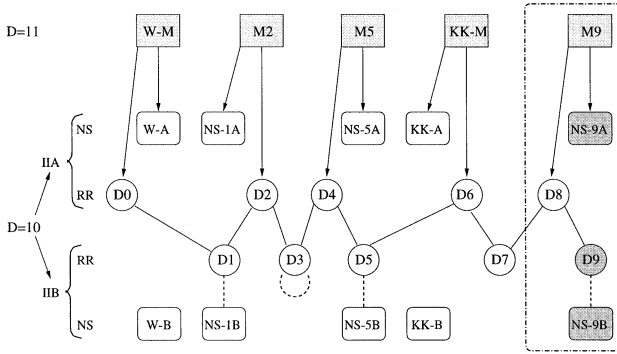 D=11 W-M M2 M5 KK-M M9
NS W-A NS-1A NS-5A KK-A NS-9A
IIA
RR D0 D2 D4 D6 D8
D=10
RR D1 D3 D5 D7 D9
IIB
NS W-B NS-1B NS-5B KK-B NS-9B